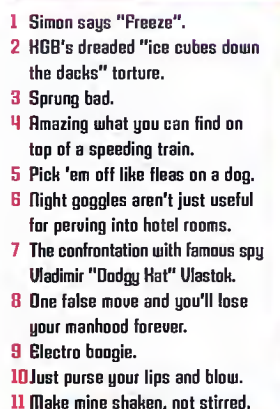 1 Simon says "Freeze".
2 KGB's dreaded "ice cubes down
the dacks" torture.
3 Sprung bad.
4 Amazing what you can find on
top of a speeding train.
5 Pick 'em off like fleas on a dog.
6 Night goggles aren't just useful
for perving into hotel rooms.
7 The confrontation with famous spy
Vladimir "Dodgy Hat" Vlastok.
8 One false move and you'll lose
your manhood forever.
9 Electro boogie.
10 Just purse your lips and blow.
11 Make mine shaken, not stirred.